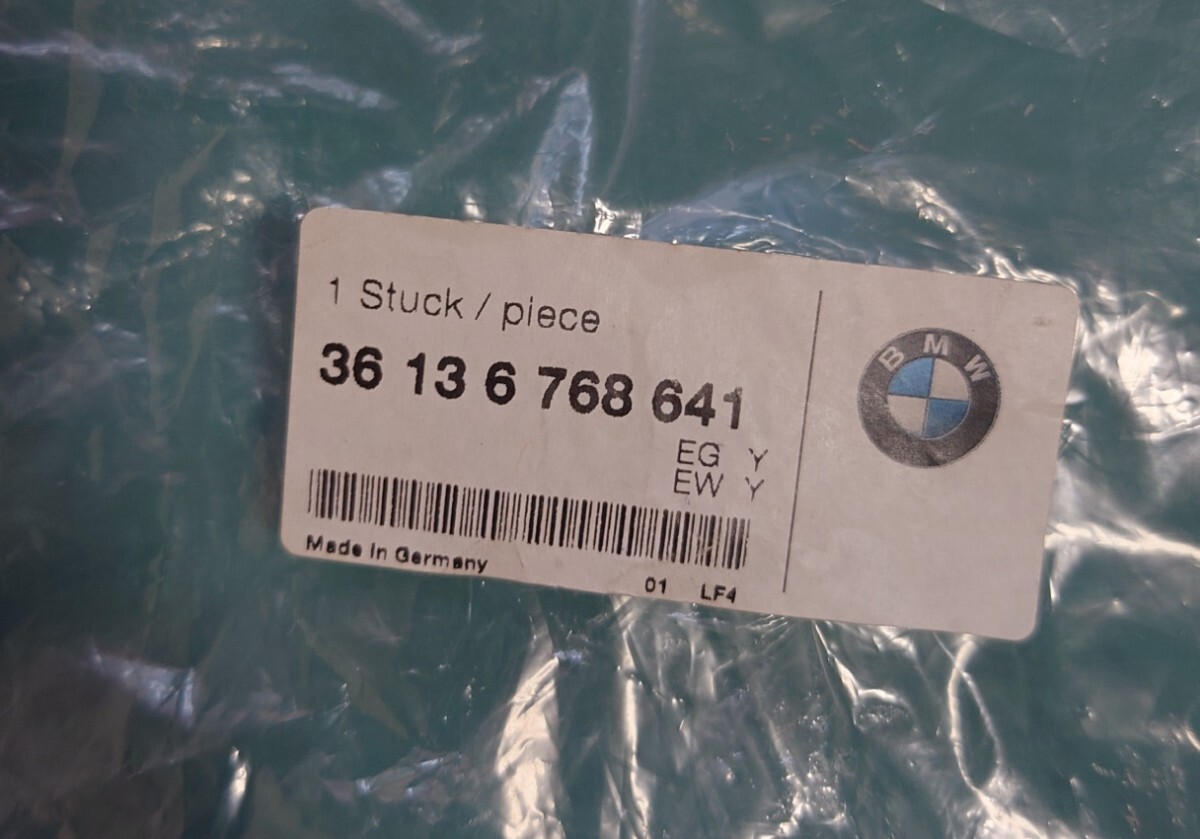 1 Stuck / piece
36 13 6 768 641
EG Y
EW Y
Made in Germany
01 LF4
BMW